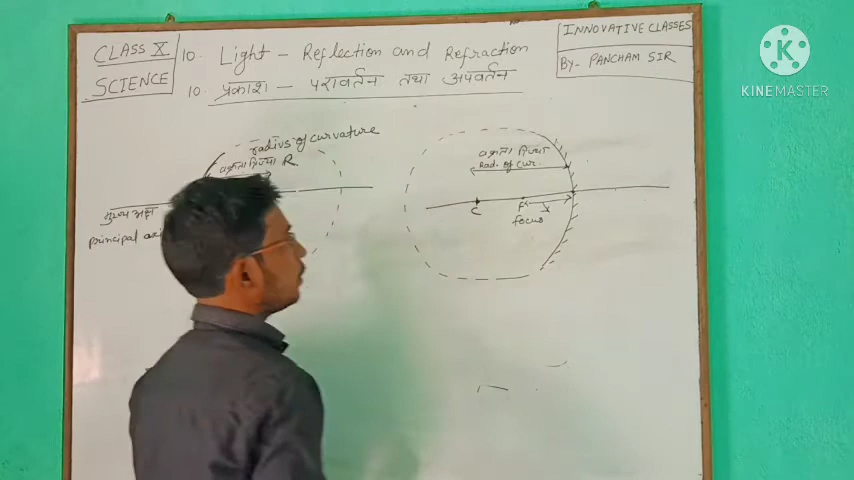 CLASS X
SCIENCE
10. Light - Reflection and Refraction
10. प्रकाश - परावर्तन तथा अपवर्तन
INNOVATIVE CLASSES
BY- PANCHAM SIR
K
KINEMASTER
radius of curvature
वक्रता त्रिज्या R
मुख्य अक्ष
principal axi
वक्रता त्रिज्या
Rad. of cur.
C
F
focus